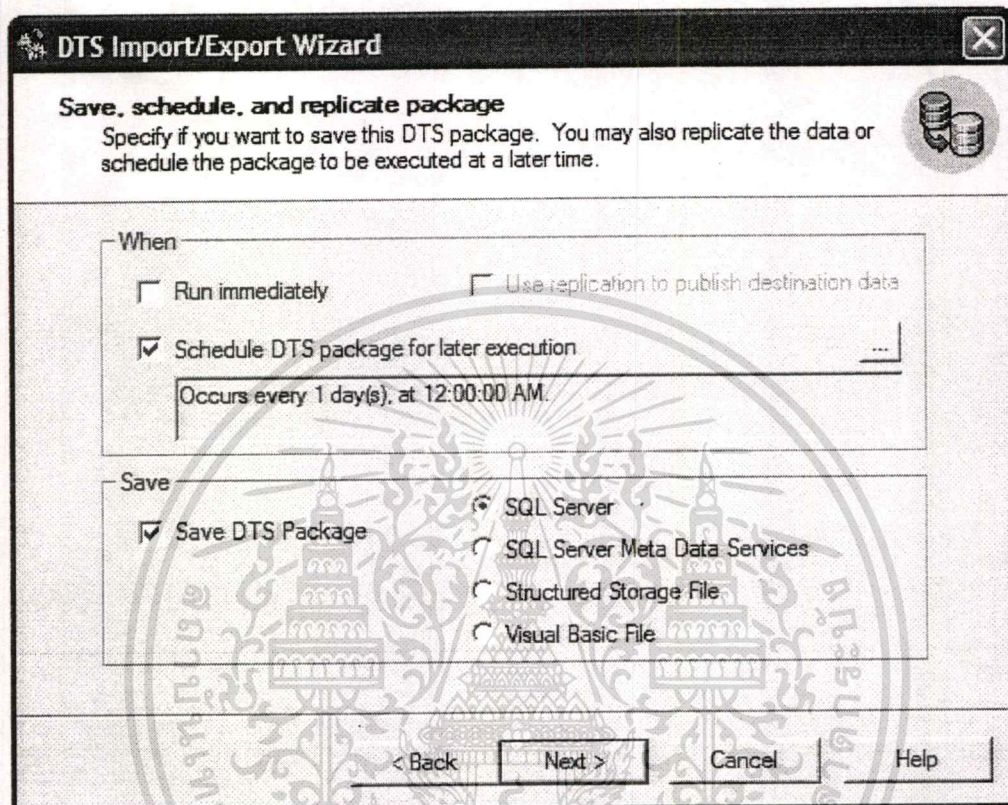 DTS Import/Export Wizard
Save, schedule, and replicate package
Specify if you want to save this DTS package. You may also replicate the data or
schedule the package to be executed at a later time.
When
Run immediately
Use replication to publish destination data
Schedule DTS package for later execution
...
Occurs every 1 day(s), at 12:00:00 AM.
Save
Save DTS Package
SQL Server
SQL Server Meta Data Services
Structured Storage File
Visual Basic File
< Back
Next >
Cancel
Help